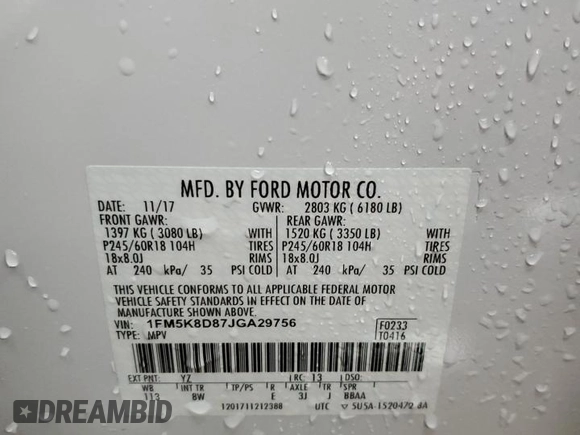 MFD. BY FORD MOTOR CO.
DATE: 11/17 GVWR: 2803 KG ( 6180 LB)
FRONT GAWR: REAR GAWR:
1397 KG ( 3080 LB) WITH 1520 KG ( 3350 LB) WITH
P245/60R18 104H TIRES P245/60R18 104H TIRES
18x8.0J RIMS 18x8.0J RIMS
AT 240 kPa/ 35 PSI COLD AT 240 kPa/ 35 PSI COLD
THIS VEHICLE CONFORMS TO ALL APPLICABLE FEDERAL MOTOR
VEHICLE SAFETY STANDARDS IN EFFECT ON THE DATE OF
MANUFACTURE SHOWN ABOVE.
VIN: 1FM5K8D87JGA29756 F0233
TYPE: MPV T0416
EXT PNT: YZ RC: 13 DSO:
WB INT TR TP/PS R AXLE TR
113 BW E 3J J BBAA
1201711212388 UTC
DREAMBID